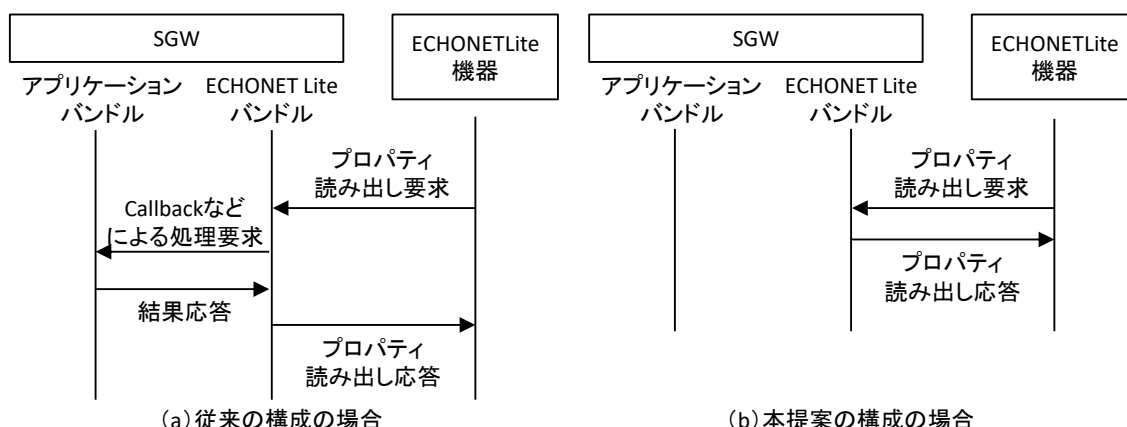 SGW
ECHONETLite
機器
アプリケーション
バンドル
ECHONET Lite
バンドル
プロパティ
読み出し要求
Callbackなど
による処理要求
結果応答
プロパティ
読み出し応答
(a)従来の構成の場合
SGW
ECHONETLite
機器
アプリケーション
バンドル
ECHONET Lite
バンドル
プロパティ
読み出し要求
プロパティ
読み出し応答
(b)本提案の構成の場合